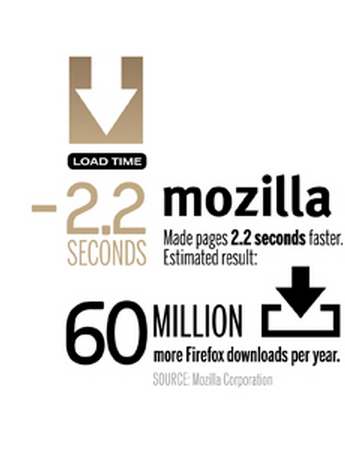 LOAD TIME
-2.2
SECONDS
mozilla
Made pages 2.2 seconds faster.
Estimated result:
60 MILLION
more Firefox downloads per year.
SOURCE: Mozilla Corporation